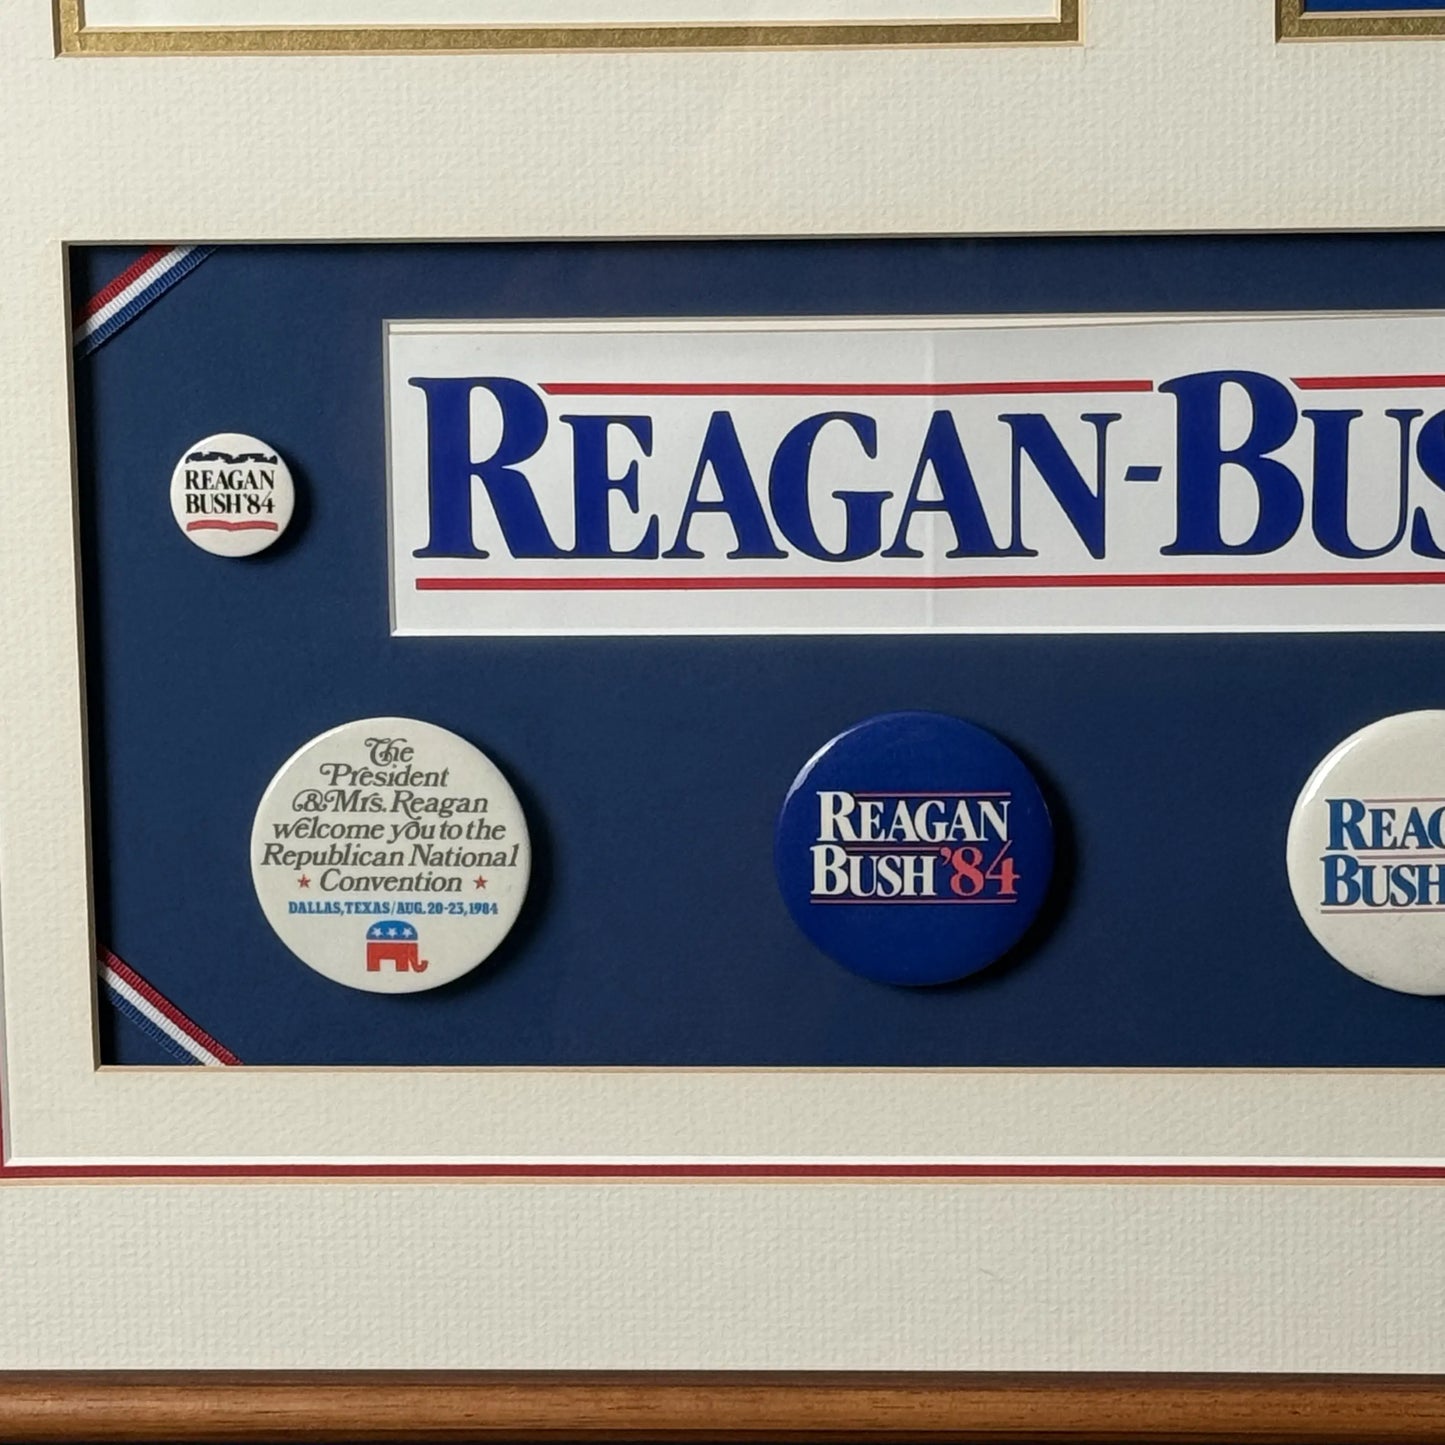 REAGAN
BUSH '84
REAGAN-BUS
The
President
& Mrs. Reagan
welcome you to the
Republican National
Convention
DALLAS, TEXAS/AUG. 20-23, 1984
REAGAN
BUSH '84
REAG
BUSH